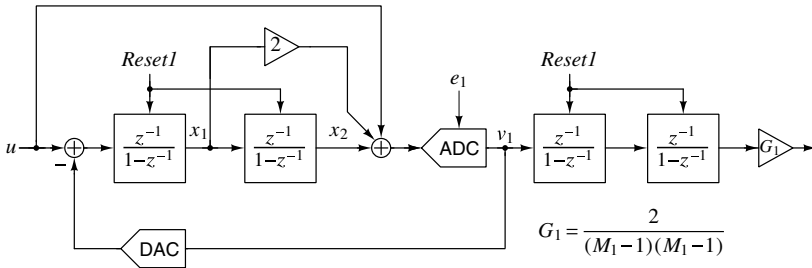 Reset1
2
Reset1
e₁
u
−
z⁻¹
1−z⁻¹
x₁
z⁻¹
1−z⁻¹
x₂
ADC
v₁
z⁻¹
1−z⁻¹
z⁻¹
1−z⁻¹
G₁
DAC
G₁ = 2 / (M₁−1)(M₁−1)